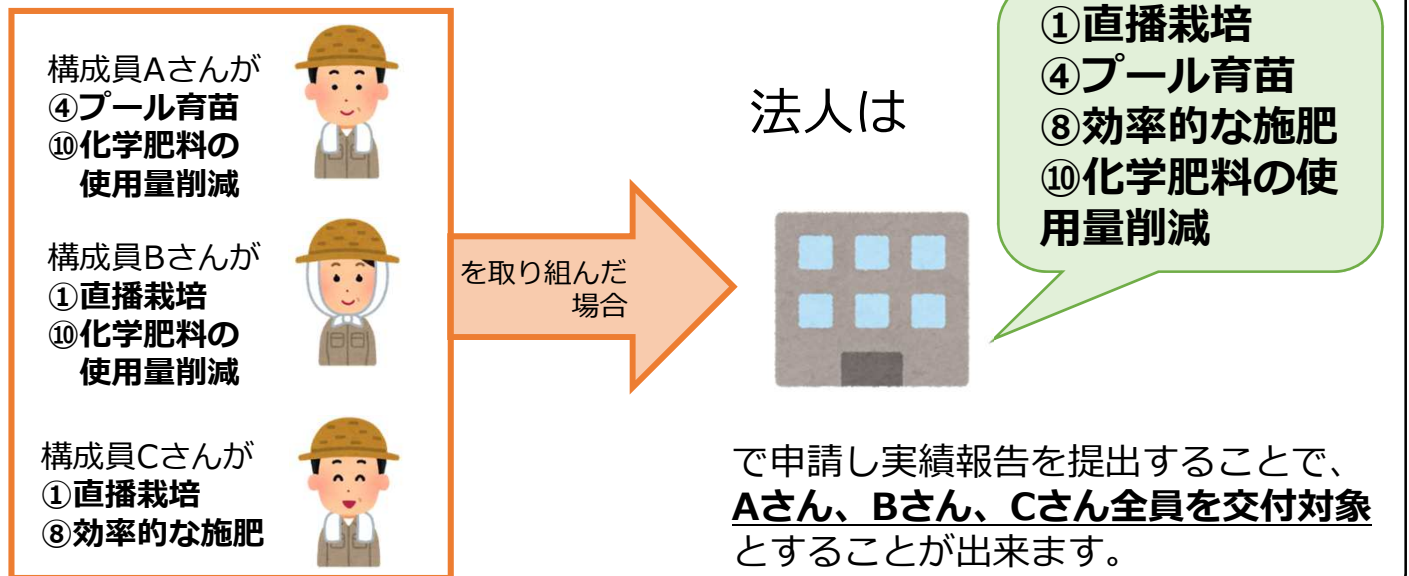 構成員Aさんが
④プール育苗
⑩化学肥料の
使用量削減
構成員Bさんが
①直播栽培
⑩化学肥料の
使用量削減
構成員Cさんが
①直播栽培
⑧効率的な施肥
を取り組んだ
場合
法人は
①直播栽培
④プール育苗
⑧効率的な施肥
⑩化学肥料の使
用量削減
で申請し実績報告を提出することで、
Aさん、Bさん、Cさん全員を交付対象
とすることが出来ます。